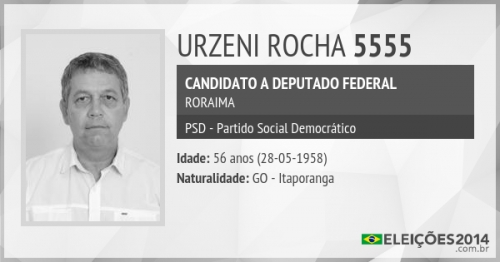 URZENI ROCHA 5555
CANDIDATO A DEPUTADO FEDERAL
RORAIMA
PSD - Partido Social Democrático
Idade: 56 anos (28-05-1958)
Naturalidade: GO - Itaporanga
ELEIÇÕES2014
.com.br